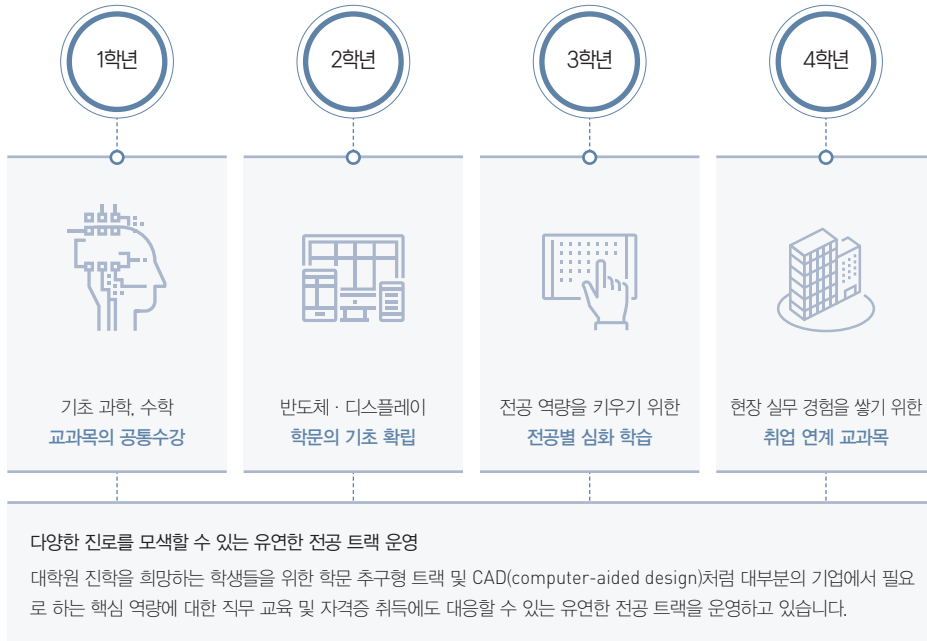 1학년
2학년
3학년
4학년
기초 과학, 수학
교과목의 공통수강
반도체 · 디스플레이
학문의 기초 확립
전공 역량을 키우기 위한
전공별 심화 학습
현장 실무 경험을 쌓기 위한
취업 연계 교과목
다양한 진로를 모색할 수 있는 유연한 전공 트랙 운영
대학원 진학을 희망하는 학생들을 위한 학문 추구형 트랙 및 CAD(computer-aided design)처럼 대부분의 기업에서 필요
로 하는 핵심 역량에 대한 직무 교육 및 자격증 취득에도 대응할 수 있는 유연한 전공 트랙을 운영하고 있습니다.